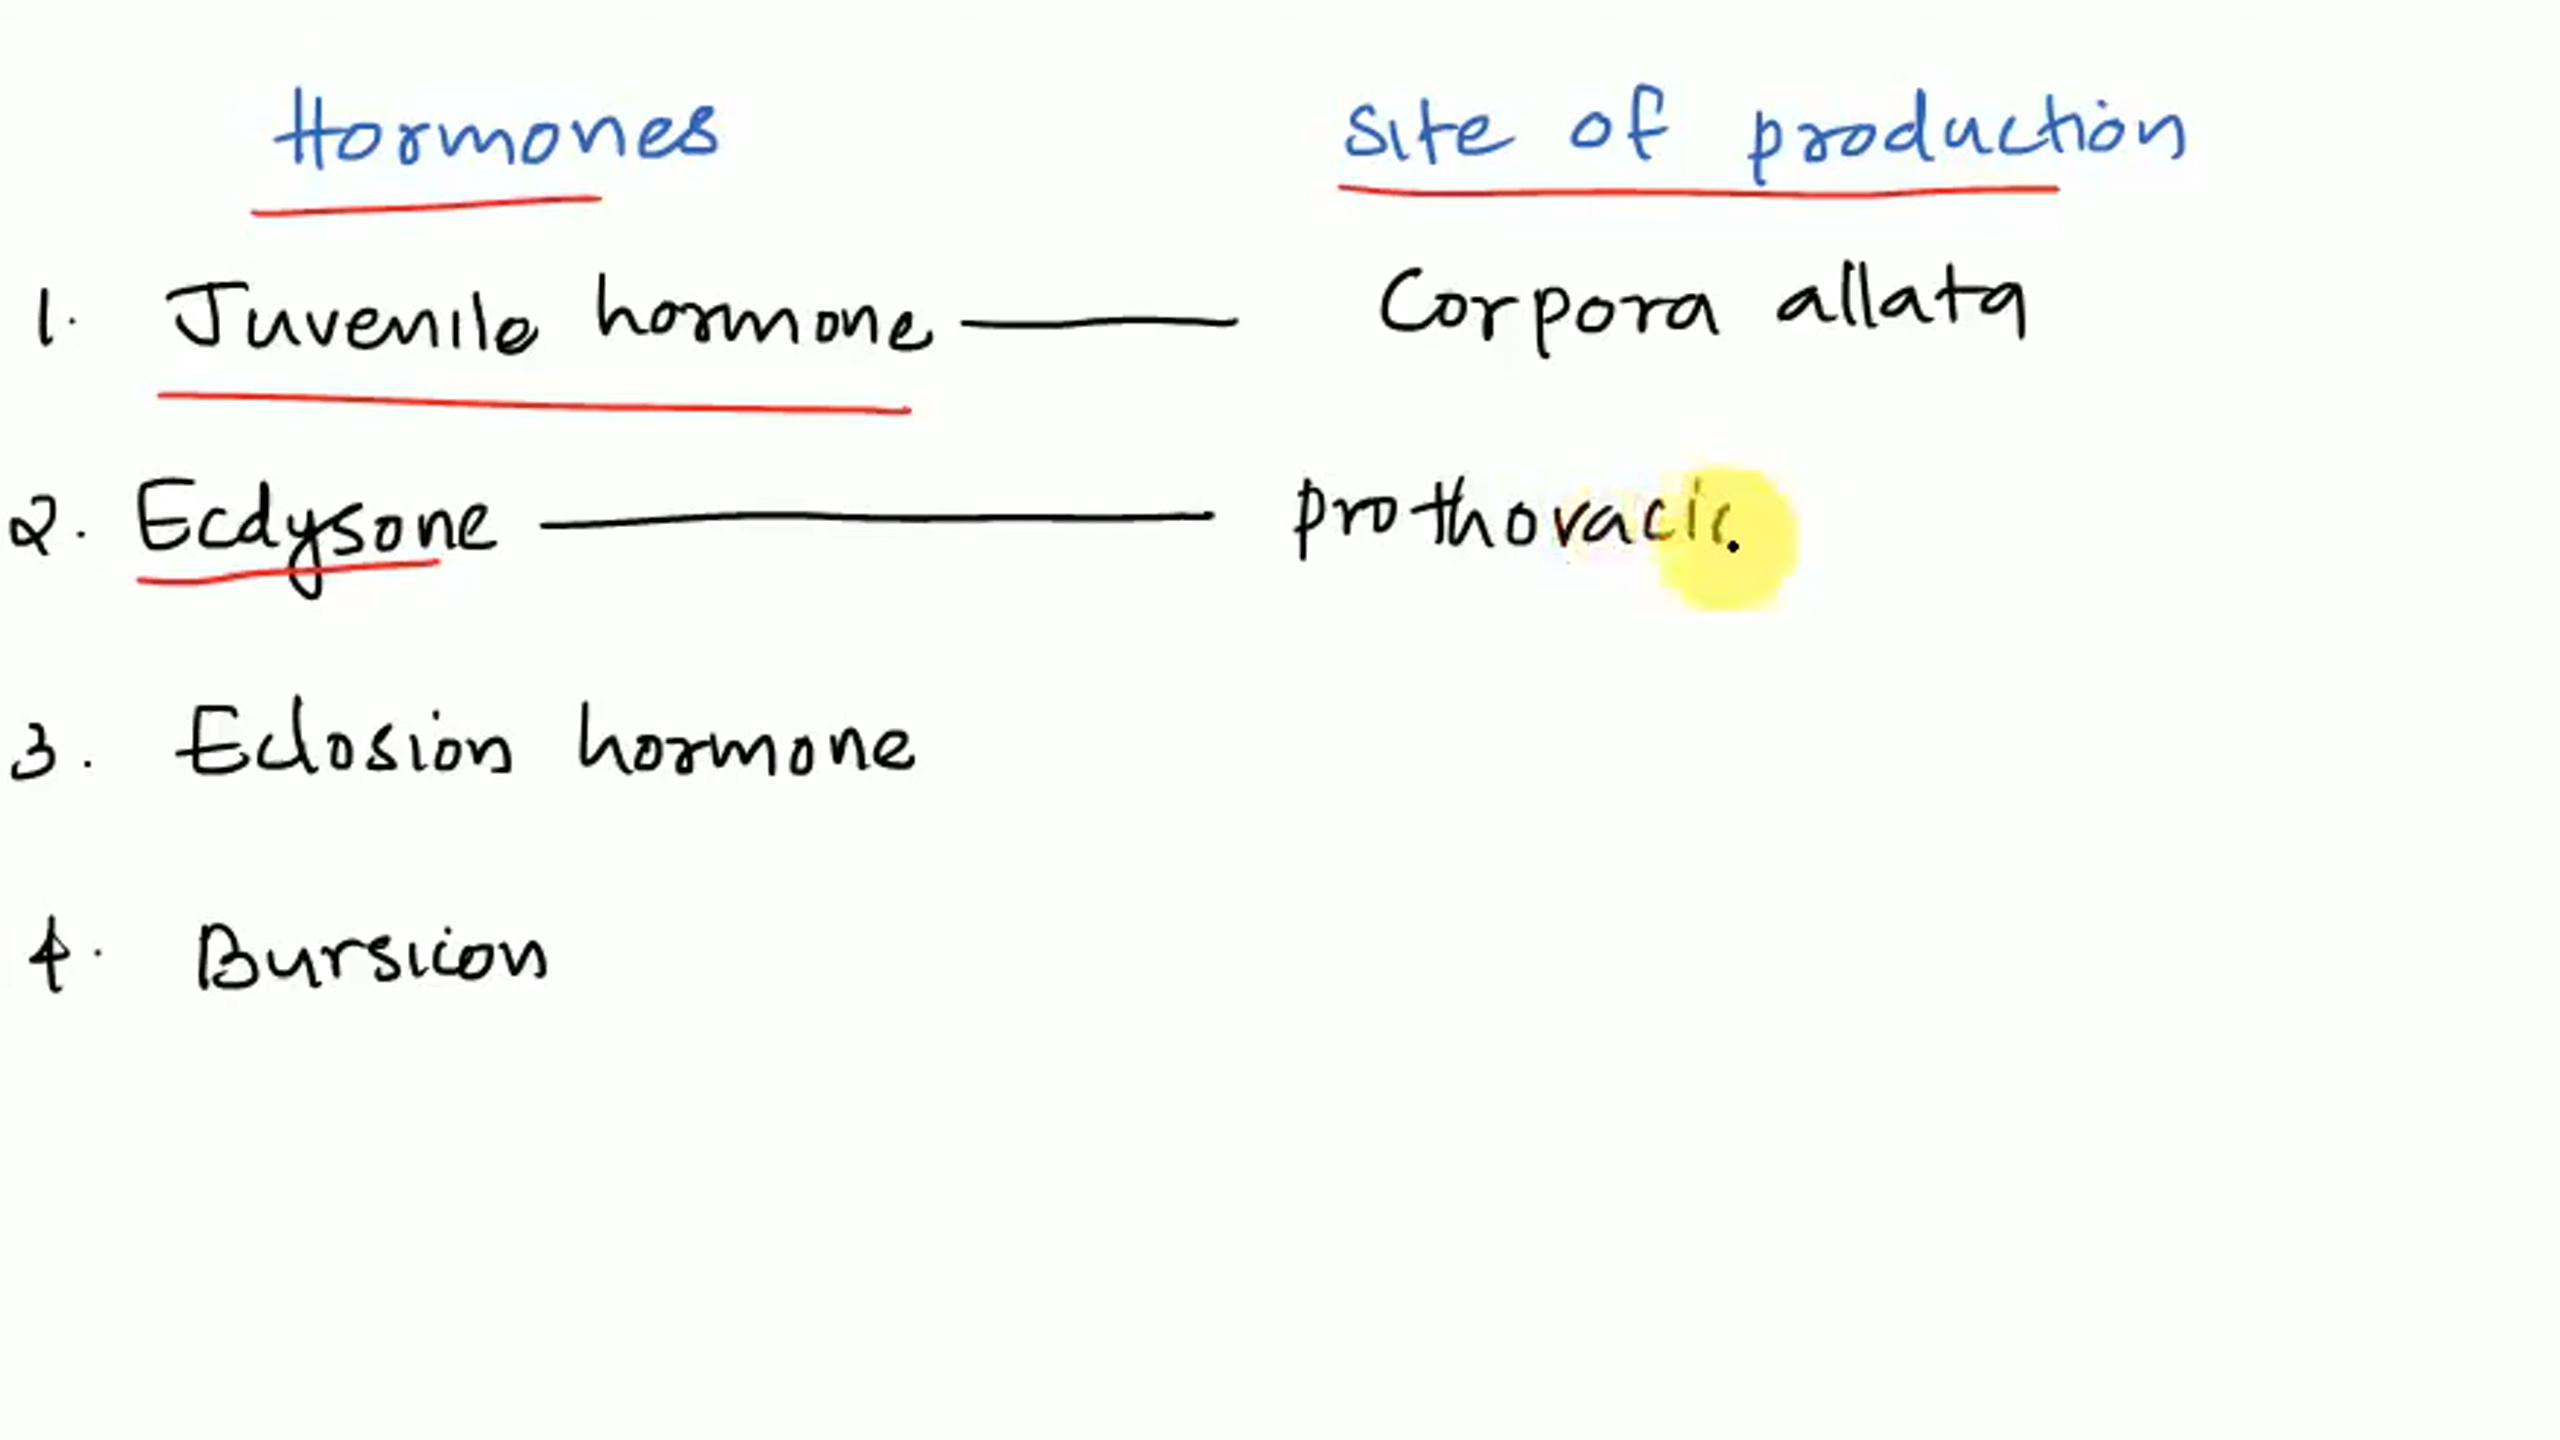 Hormones site of production
1. Juvenile hormone — Corpora allata
2. Ecdysone — prothoracic
3. Eclosion hormone
4. Bursicon